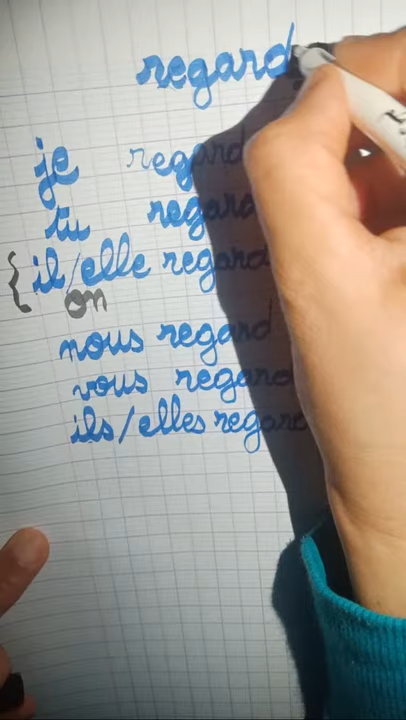 regard
je regard
tu regard
{ il/elle regard
on
nous regard
vous regard
ils/elles regard